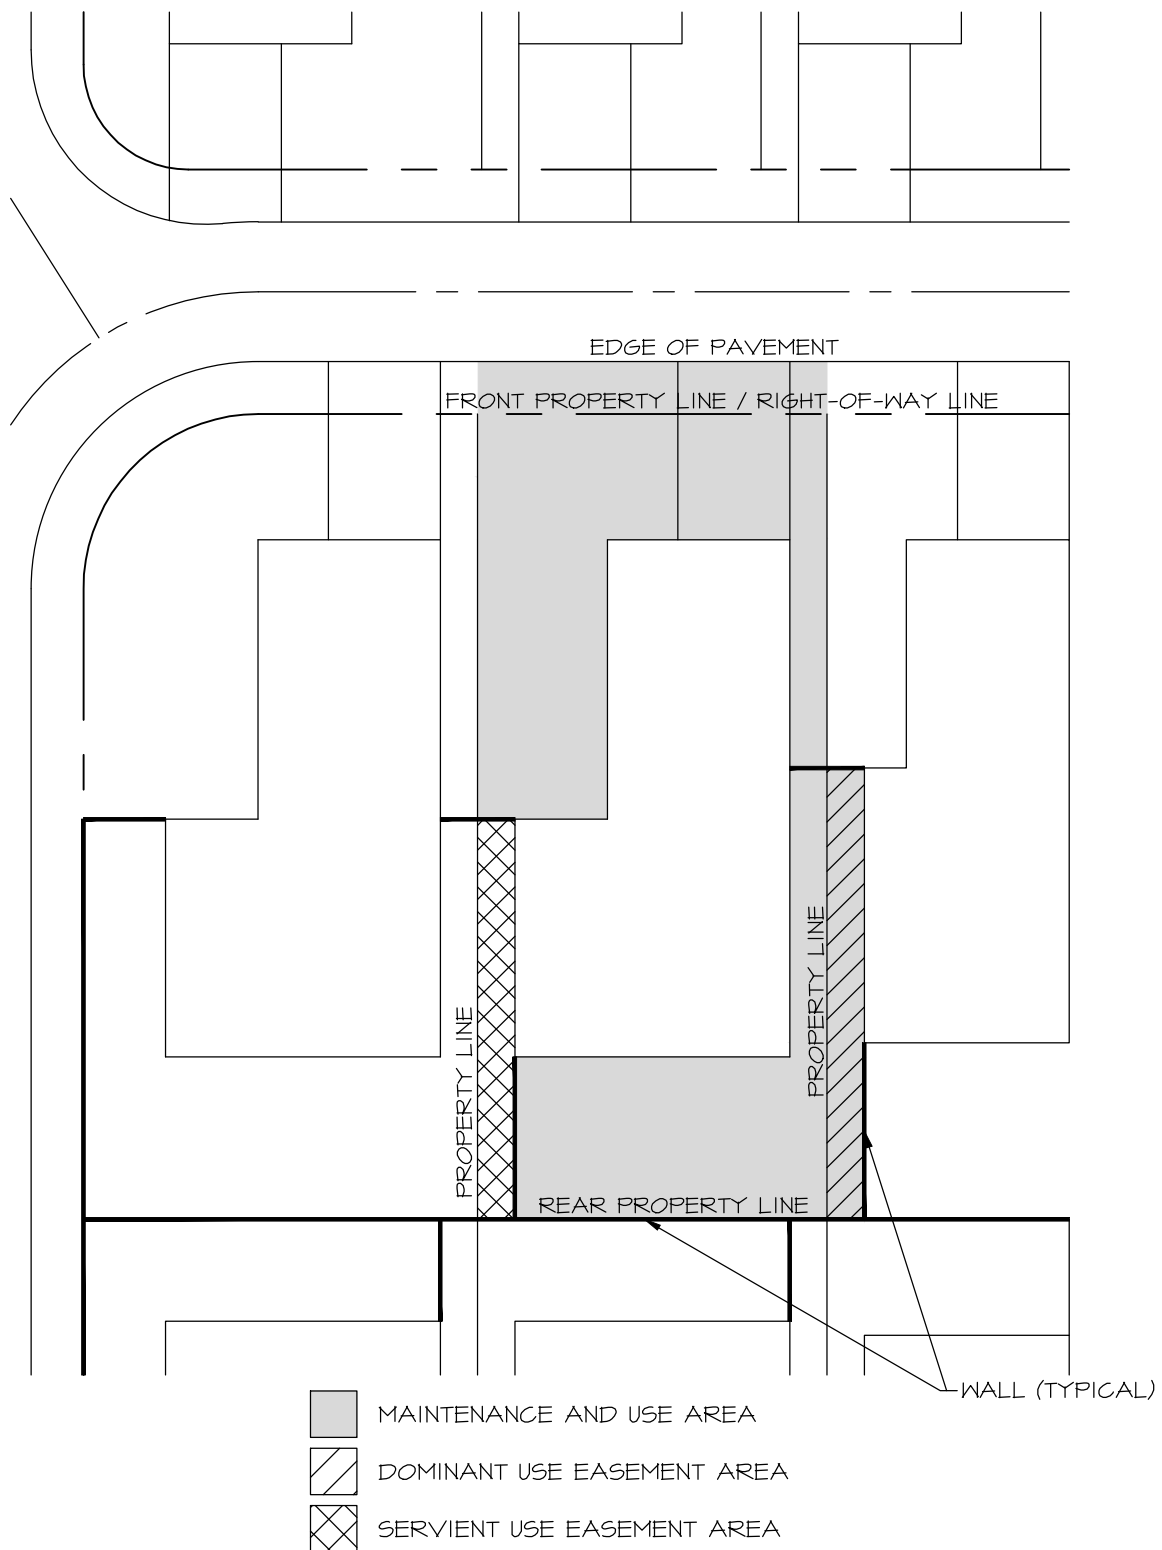 EDGE OF PAVEMENT
FRONT PROPERTY LINE / RIGHT-OF-WAY LINE
PROPERTY LINE
PROPERTY LINE
REAR PROPERTY LINE
WALL (TYPICAL)
MAINTENANCE AND USE AREA
DOMINANT USE EASEMENT AREA
SERVIENT USE EASEMENT AREA